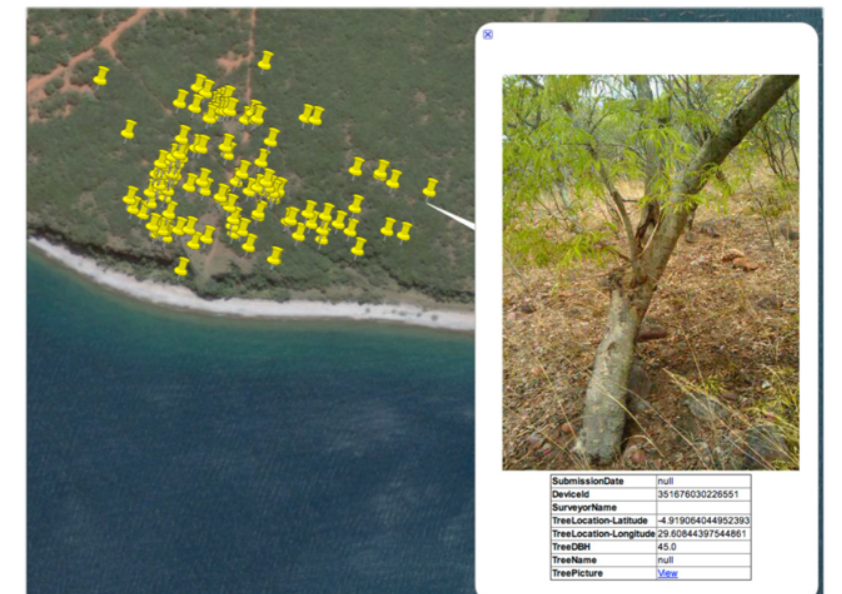 SubmissionDate null
DeviceId 351676030226551
SurveyorName
TreeLocation-Latitude -4.919064044952393
TreeLocation-Longitude 29.60844397544861
TreeDBH 45.0
TreeName null
TreePicture View